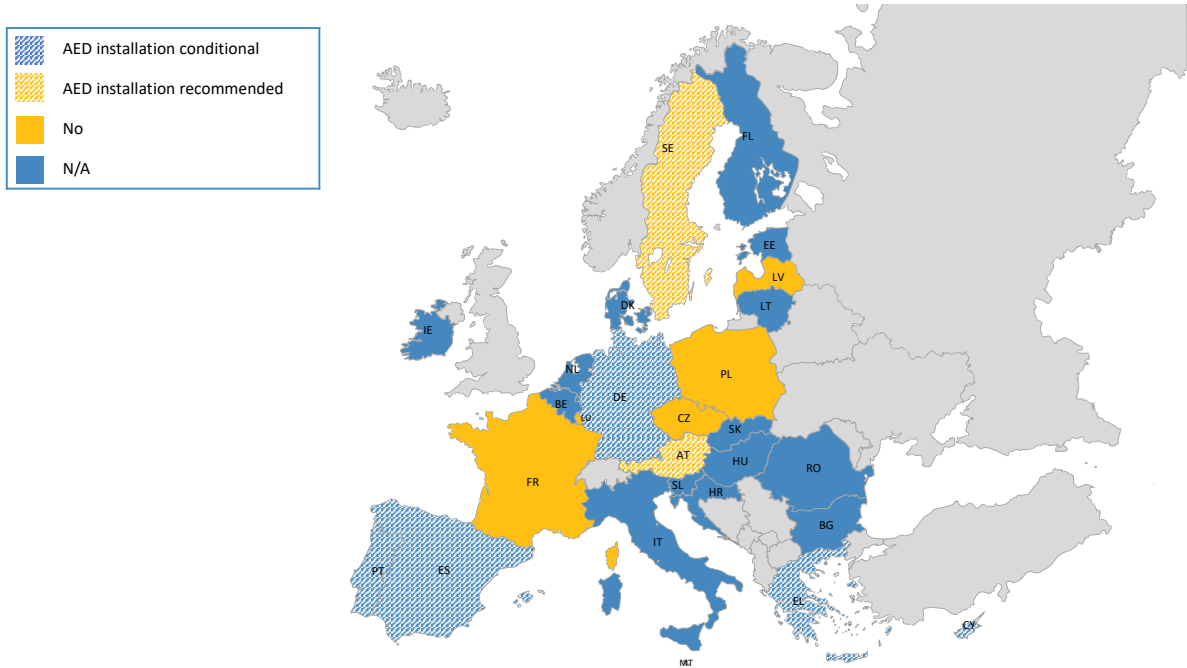 AED installation conditional
AED installation recommended
No
N/A
FL
SE
EE
LV
LT
DK
IE
NL
PL
DE
BE
LU
CZ
SK
AT
HU
RO
FR
SL
HR
BG
IT
PT
ES
EL
CY
MLT